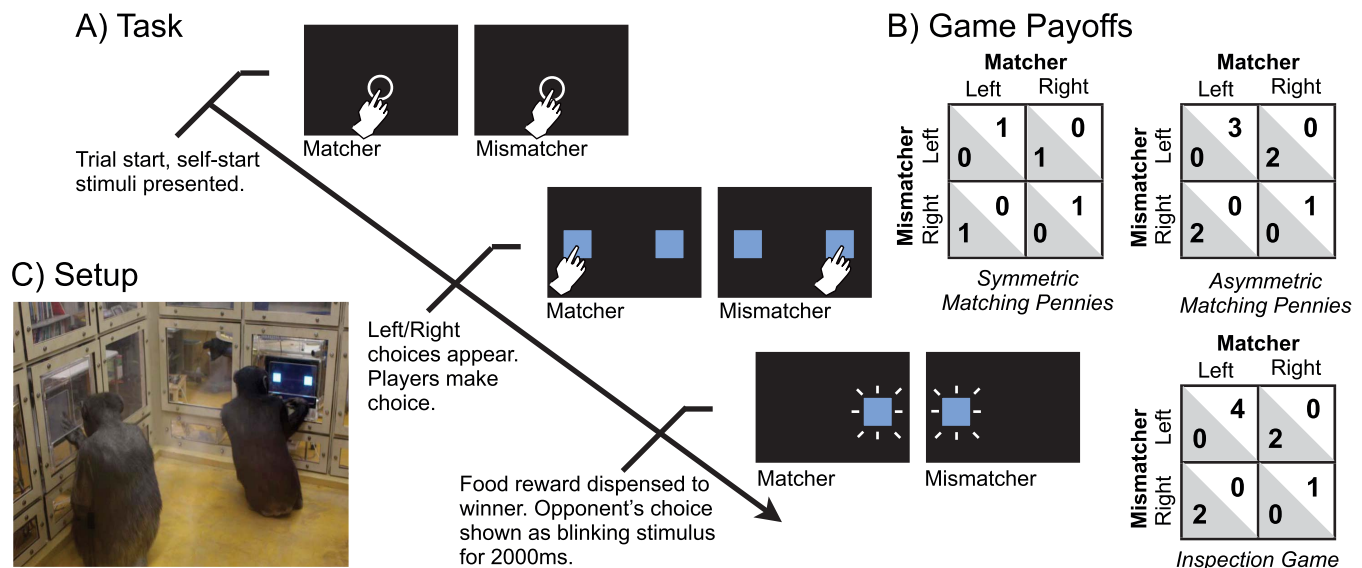 A) Task
Matcher
Mismatcher
Trial start, self-start
stimuli presented.
Matcher
Mismatcher
Left/Right
choices appear.
Players make
choice.
Matcher
Mismatcher
Food reward dispensed to
winner. Opponent's choice
shown as blinking stimulus
for 2000ms.
B) Game Payoffs
Matcher
Left Right
Mismatcher
Left
Right
1 0
0 1
0 1
1 0
Symmetric
Matching Pennies
Matcher
Left Right
Mismatcher
Left
Right
3 0
0 2
0 1
2 0
Asymmetric
Matching Pennies
Matcher
Left Right
Mismatcher
Left
Right
4 0
0 2
0 1
2 0
Inspection Game
C) Setup